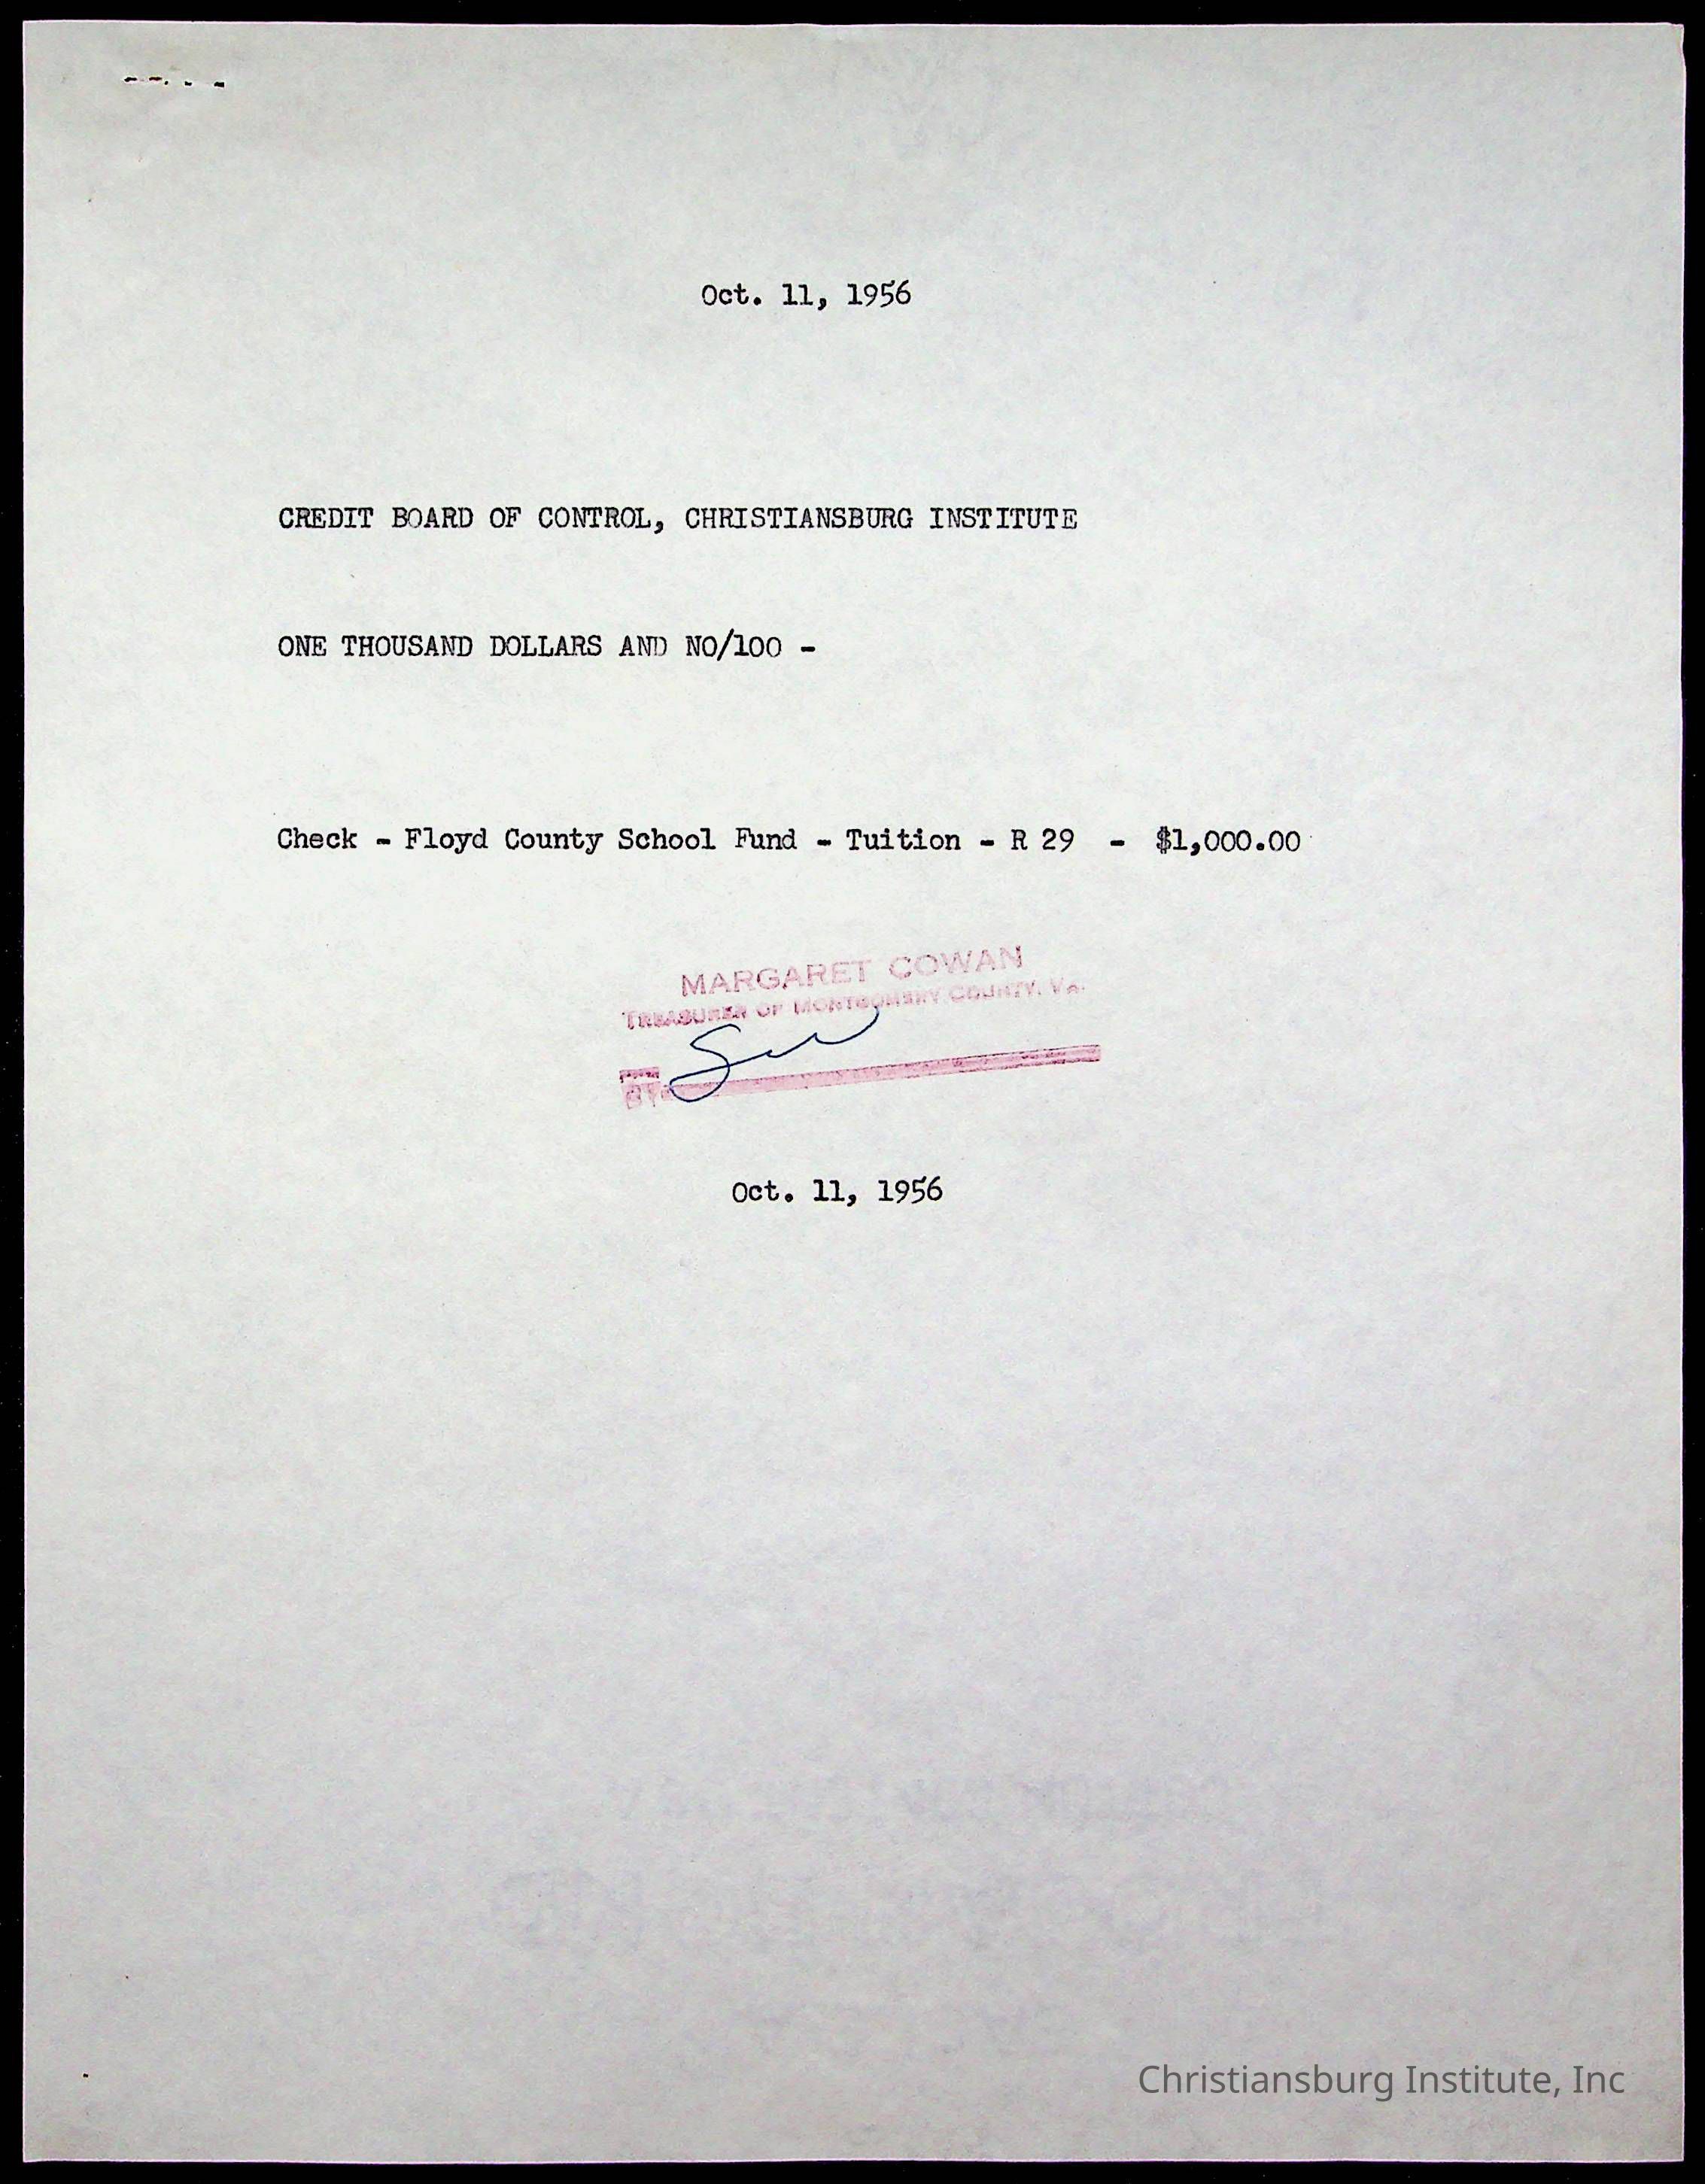 Oct. 11, 1956
CREDIT BOARD OF CONTROL, CHRISTIANSBURG INSTITUTE
ONE THOUSAND DOLLARS AND NO/100 -
Check - Floyd County School Fund - Tuition - R 29 - $1,000.00
MARGARET COWAN
TREASURER OF MONTGOMERY COUNTY, VA.
BY
Oct. 11, 1956
Christiansburg Institute, Inc